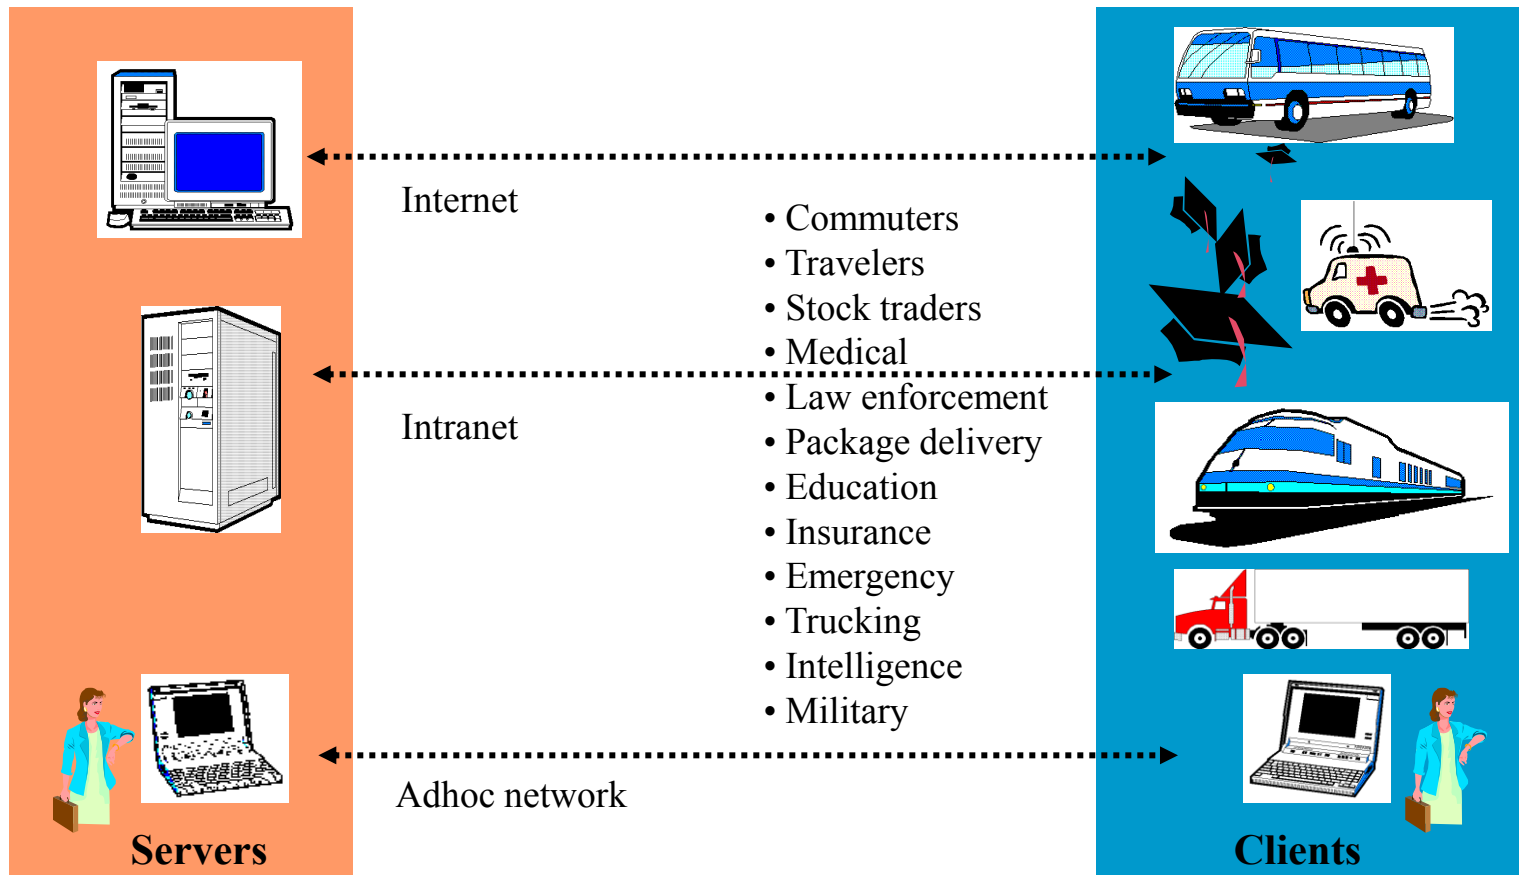 Internet
• Commuters
• Travelers
• Stock traders
• Medical
• Law enforcement
Intranet
• Package delivery
• Education
• Insurance
• Emergency
• Trucking
• Intelligence
• Military
Adhoc network
Servers
Clients